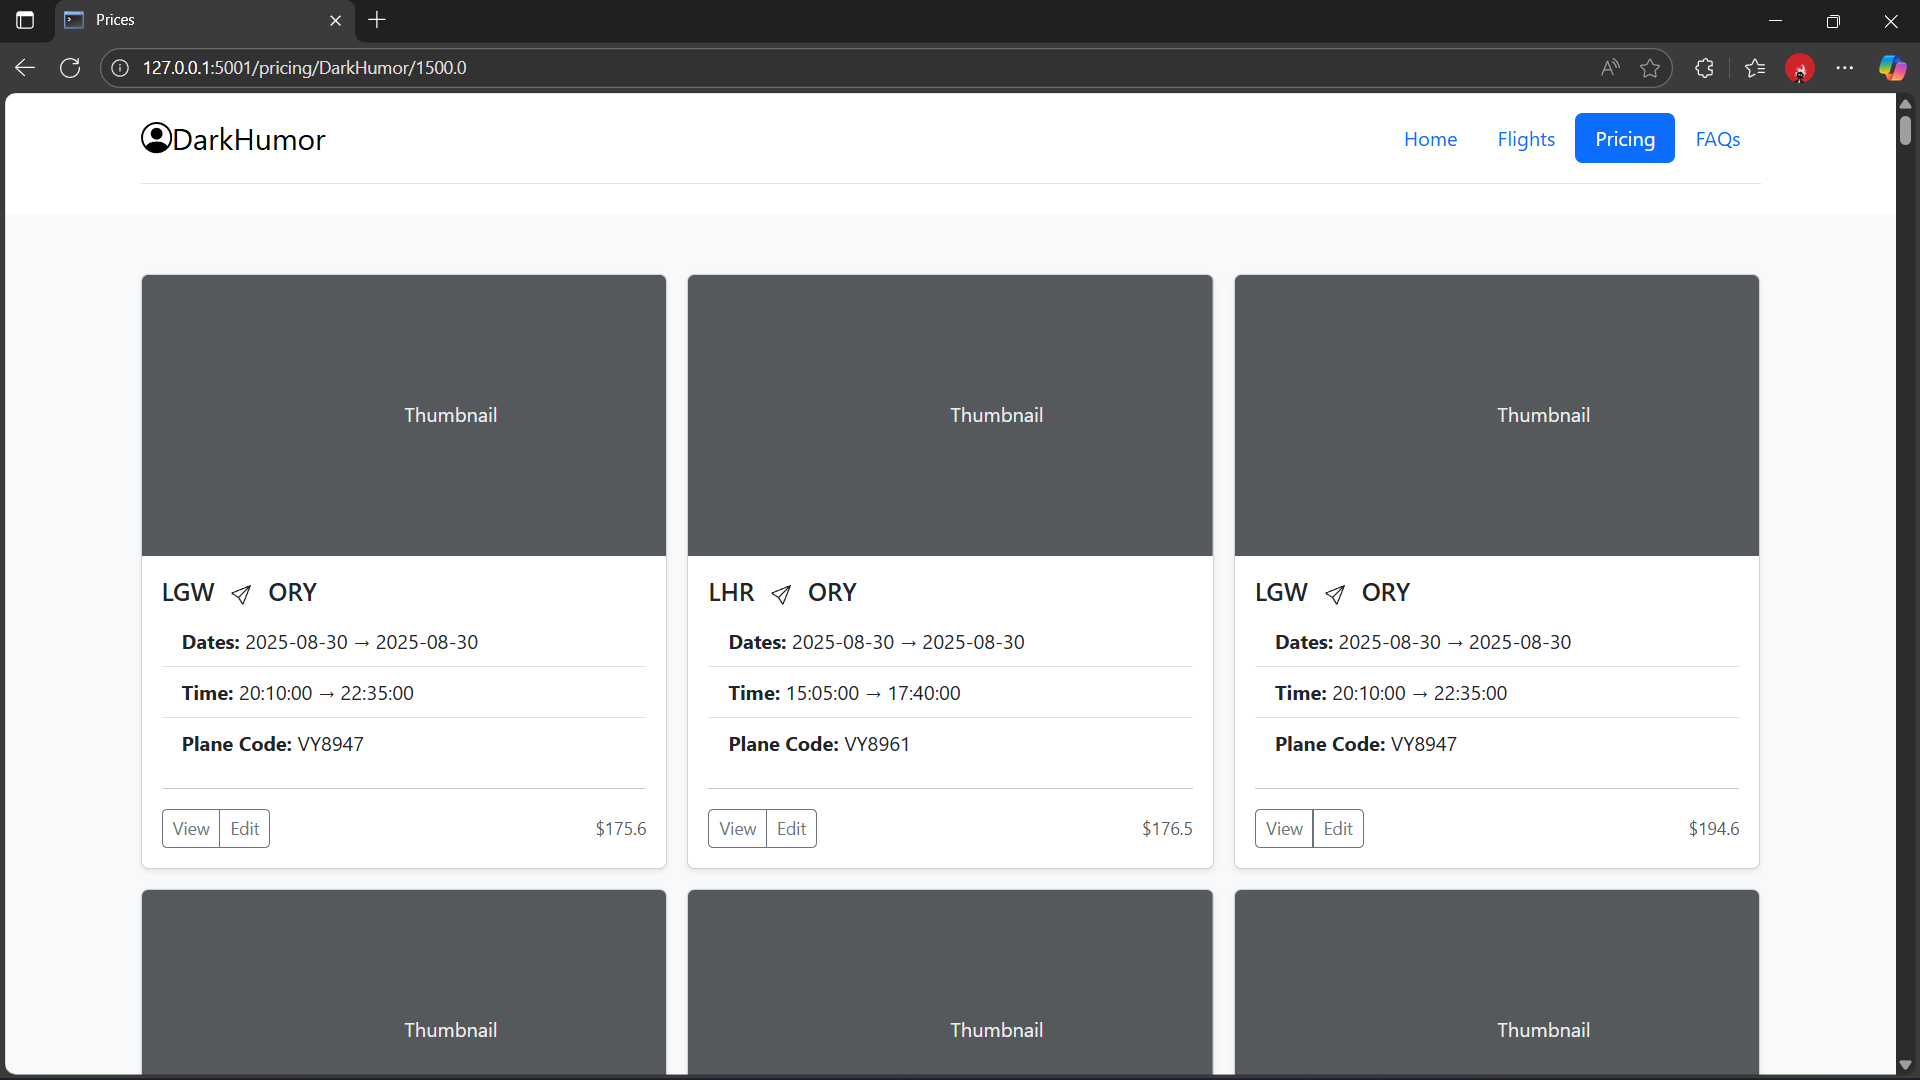 Prices
127.0.0.1:5001/pricing/DarkHumor/1500.0
DarkHumor
Home Flights Pricing FAQs
Thumbnail Thumbnail Thumbnail
LGW ORY
Dates: 2025-08-30 → 2025-08-30
Time: 20:10:00 → 22:35:00
Plane Code: VY8947
View Edit $175.6
LHR ORY
Dates: 2025-08-30 → 2025-08-30
Time: 15:05:00 → 17:40:00
Plane Code: VY8961
View Edit $176.5
LGW ORY
Dates: 2025-08-30 → 2025-08-30
Time: 20:10:00 → 22:35:00
Plane Code: VY8947
View Edit $194.6
Thumbnail Thumbnail Thumbnail